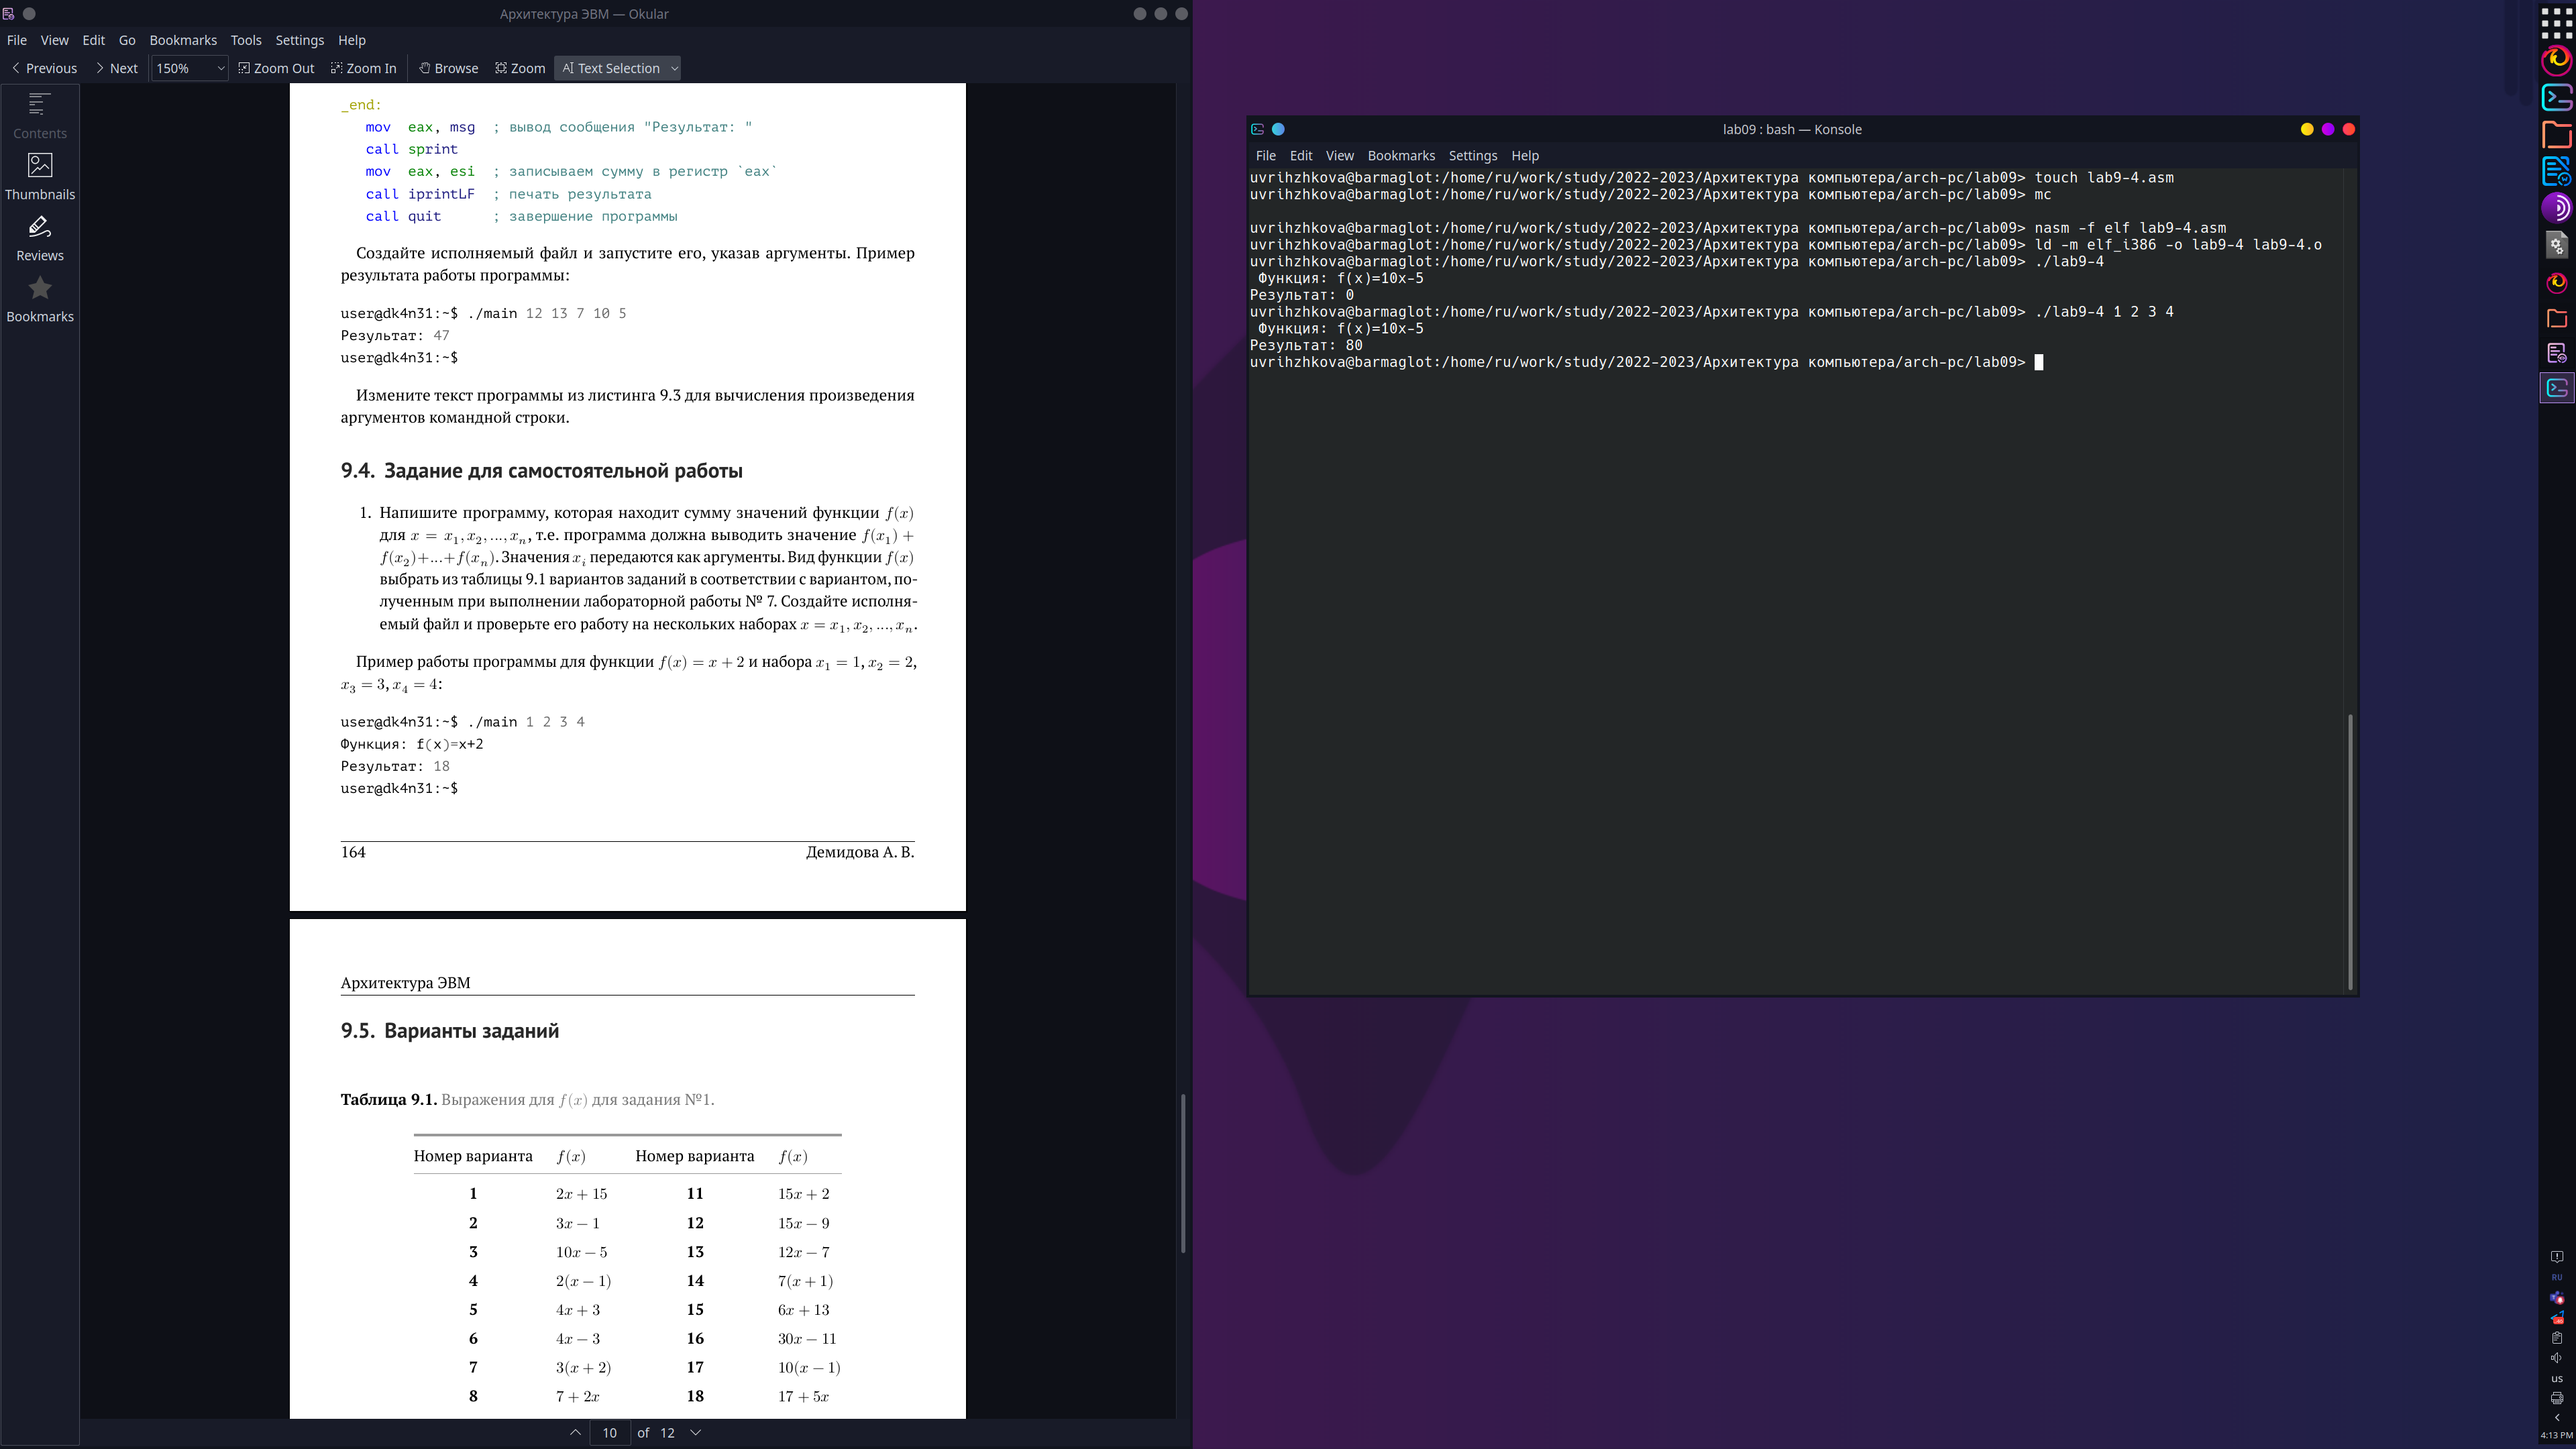 Архитектура ЭВМ — Okular
File View Edit Go Bookmarks Tools Settings Help
Previous Next 150% Zoom Out Zoom In Browse Zoom Text Selection
Contents
Thumbnails
Reviews
Bookmarks
_end:
mov eax, msg ; вывод сообщения "Результат: "
call sprint
mov eax, esi ; записываем сумму в регистр `eax`
call iprintLF ; печать результата
call quit ; завершение программы
Создайте исполняемый файл и запустите его, указав аргументы. Пример
результата работы программы:
user@dk4n31:~$ ./main 12 13 7 10 5
Результат: 47
user@dk4n31:~$
Измените текст программы из листинга 9.3 для вычисления произведения
аргументов командной строки.
9.4. Задание для самостоятельной работы
1. Напишите программу, которая находит сумму значений функции f(x)
для x = x₁, x₂, ..., xₙ, т.е. программа должна выводить значение f(x₁) +
f(x₂)+...+f(xₙ). Значения xᵢ передаются как аргументы. Вид функции f(x)
выбрать из таблицы 9.1 вариантов заданий в соответствии с вариантом, по-
лученным при выполнении лабораторной работы № 7. Создайте исполня-
емый файл и проверьте его работу на нескольких наборах x = x₁, x₂, ..., xₙ.
Пример работы программы для функции f(x) = x + 2 и набора x₁ = 1, x₂ = 2,
x₃ = 3, x₄ = 4:
user@dk4n31:~$ ./main 1 2 3 4
Функция: f(x)=x+2
Результат: 18
user@dk4n31:~$
164 Демидова А. В.
Архитектура ЭВМ
9.5. Варианты заданий
Таблица 9.1. Выражения для f(x) для задания №1.
Номер варианта f(x) Номер варианта f(x)
1 2x + 15 11 15x + 2
2 3x − 1 12 15x − 9
3 10x − 5 13 12x − 7
4 2(x − 1) 14 7(x + 1)
5 4x + 3 15 6x + 13
6 4x − 3 16 30x − 11
7 3(x + 2) 17 10(x − 1)
8 7 + 2x 18 17 + 5x
10 of 12
lab09 : bash — Konsole
File Edit View Bookmarks Settings Help
uvrihzhkova@barmaglot:/home/ru/work/study/2022-2023/Архитектура компьютера/arch-pc/lab09> touch lab9-4.asm
uvrihzhkova@barmaglot:/home/ru/work/study/2022-2023/Архитектура компьютера/arch-pc/lab09> mc
uvrihzhkova@barmaglot:/home/ru/work/study/2022-2023/Архитектура компьютера/arch-pc/lab09> nasm -f elf lab9-4.asm
uvrihzhkova@barmaglot:/home/ru/work/study/2022-2023/Архитектура компьютера/arch-pc/lab09> ld -m elf_i386 -o lab9-4 lab9-4.o
uvrihzhkova@barmaglot:/home/ru/work/study/2022-2023/Архитектура компьютера/arch-pc/lab09> ./lab9-4
Функция: f(x)=10x-5
Результат: 0
uvrihzhkova@barmaglot:/home/ru/work/study/2022-2023/Архитектура компьютера/arch-pc/lab09> ./lab9-4 1 2 3 4
Функция: f(x)=10x-5
Результат: 80
uvrihzhkova@barmaglot:/home/ru/work/study/2022-2023/Архитектура компьютера/arch-pc/lab09>
RU
us
4:13 PM